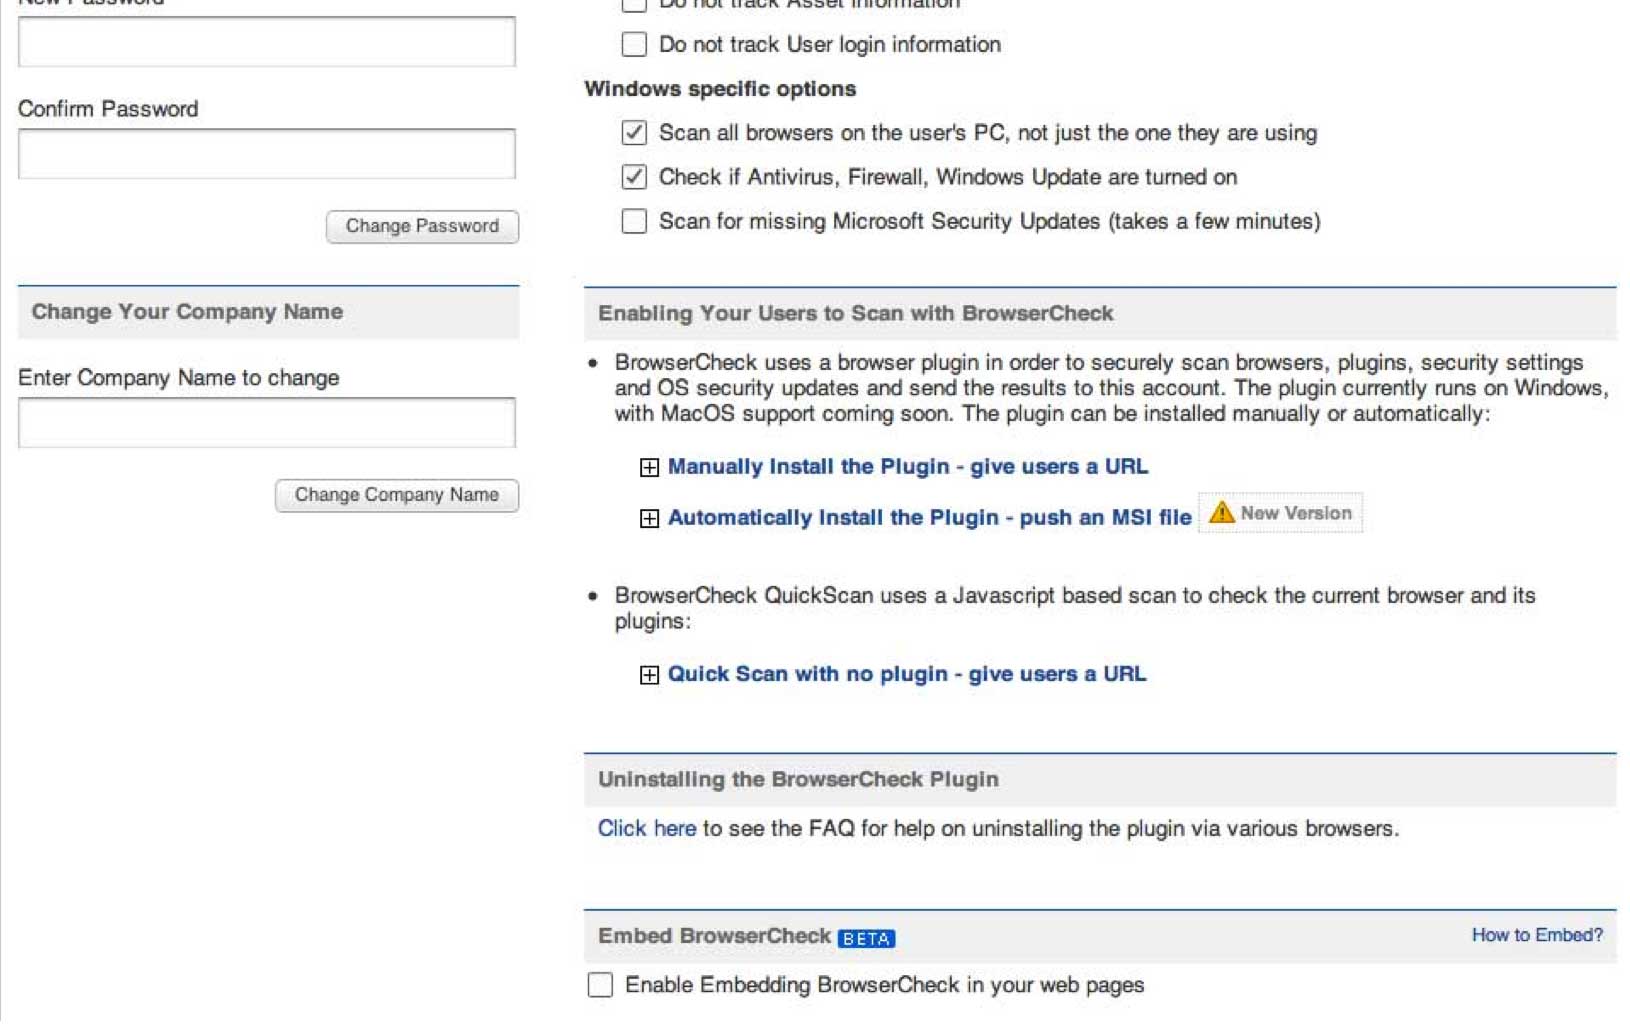 New Password
Confirm Password
Change Password
Change Your Company Name
Enter Company Name to change
Change Company Name
Do not track Asset information
Do not track User login information
Windows specific options
Scan all browsers on the user's PC, not just the one they are using
Check if Antivirus, Firewall, Windows Update are turned on
Scan for missing Microsoft Security Updates (takes a few minutes)
Enabling Your Users to Scan with BrowserCheck
• BrowserCheck uses a browser plugin in order to securely scan browsers, plugins, security settings
and OS security updates and send the results to this account. The plugin currently runs on Windows,
with MacOS support coming soon. The plugin can be installed manually or automatically:
Manually Install the Plugin - give users a URL
Automatically Install the Plugin - push an MSI file New Version
• BrowserCheck QuickScan uses a Javascript based scan to check the current browser and its
plugins:
Quick Scan with no plugin - give users a URL
Uninstalling the BrowserCheck Plugin
Click here to see the FAQ for help on uninstalling the plugin via various browsers.
Embed BrowserCheck BETA How to Embed?
Enable Embedding BrowserCheck in your web pages